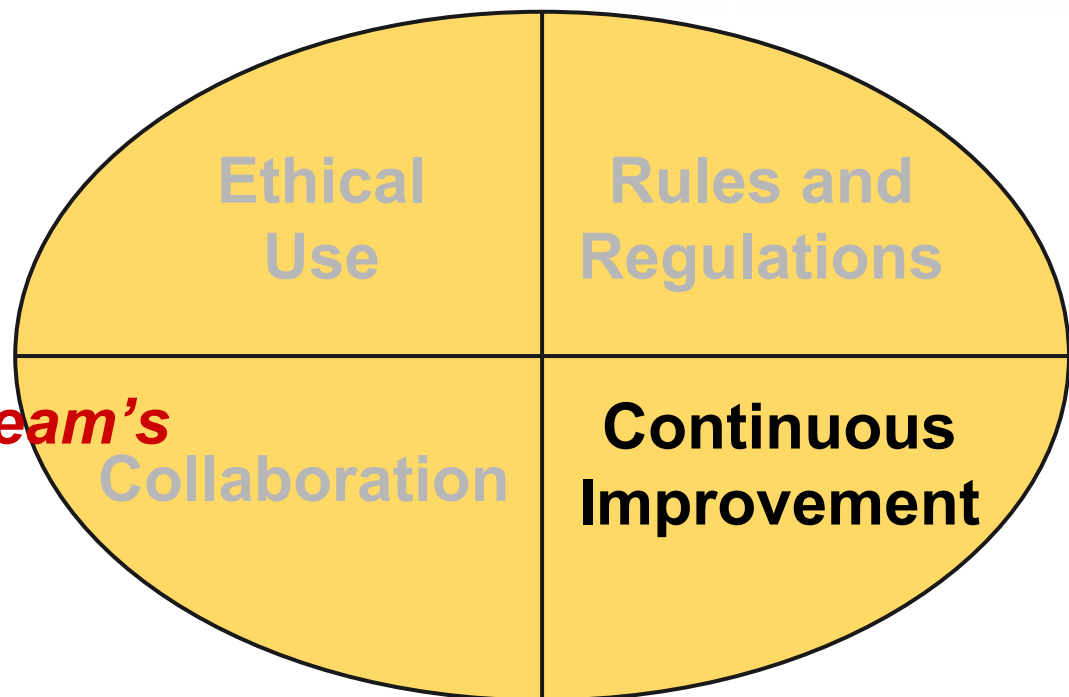 Ethical
Use
Rules and
Regulations
eam's
Collaboration
Continuous
Improvement